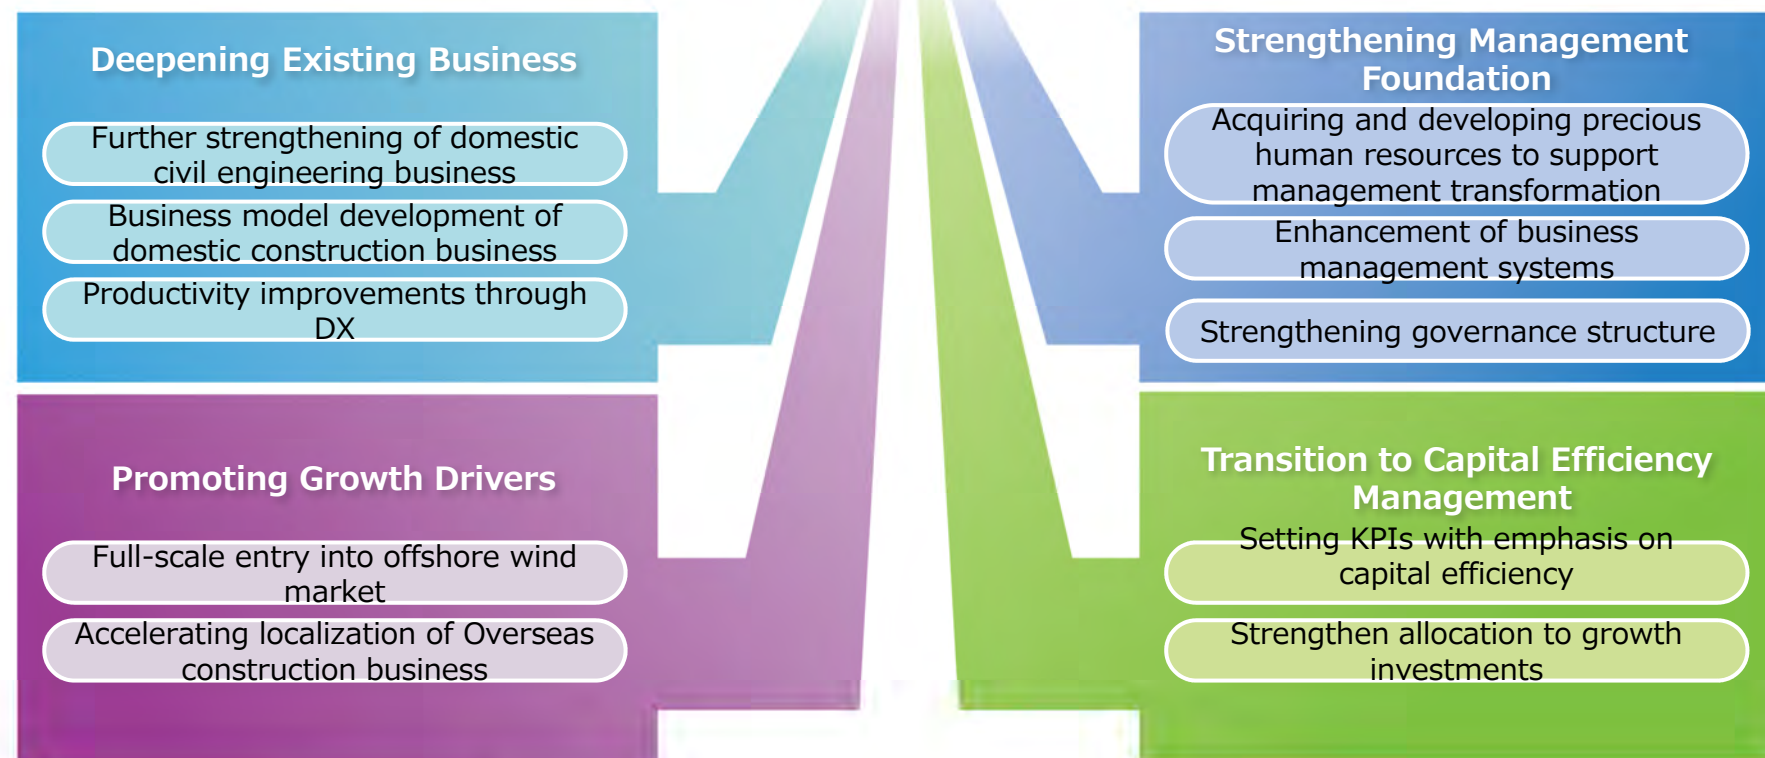 Deepening Existing Business
Further strengthening of domestic
civil engineering business
Business model development of
domestic construction business
Productivity improvements through
DX
Strengthening Management
Foundation
Acquiring and developing precious
human resources to support
management transformation
Enhancement of business
management systems
Strengthening governance structure
Promoting Growth Drivers
Full-scale entry into offshore wind
market
Accelerating localization of Overseas
construction business
Transition to Capital Efficiency
Management
Setting KPIs with emphasis on
capital efficiency
Strengthen allocation to growth
investments